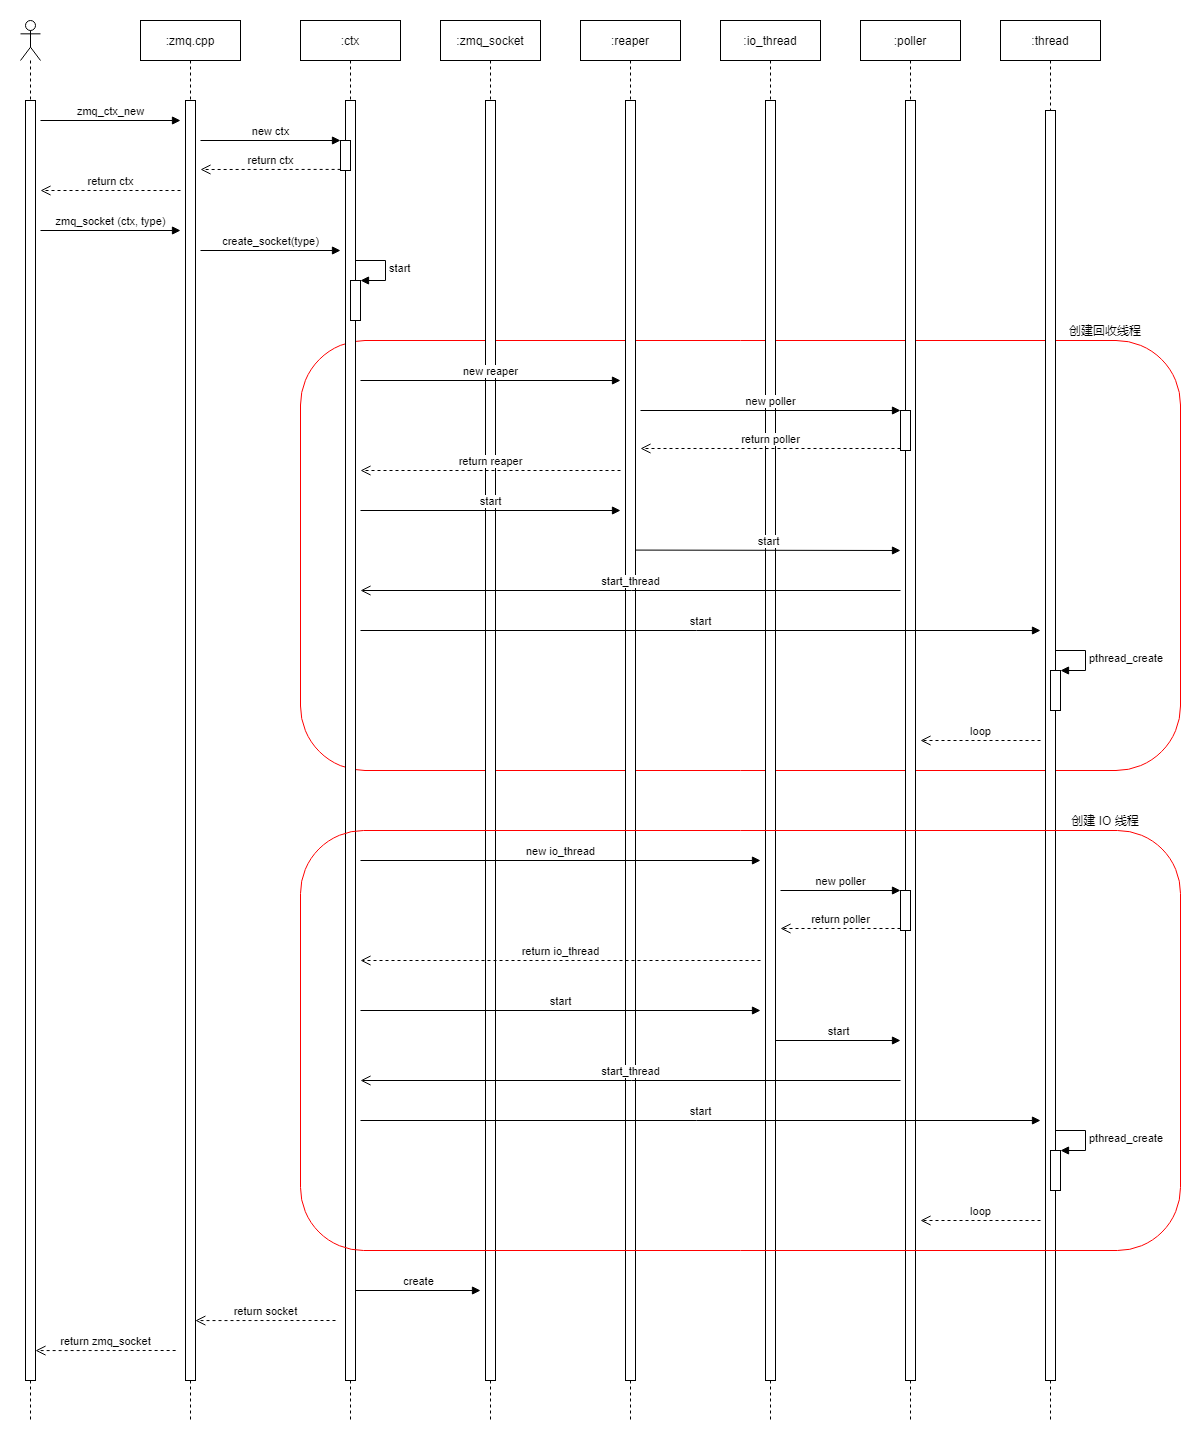 :zmq.cpp
:ctx
:zmq_socket
:reaper
:io_thread
:poller
:thread
zmq_ctx_new
new ctx
return ctx
return ctx
zmq_socket (ctx, type)
create_socket(type)
start
创建回收线程
new reaper
new poller
return poller
return reaper
start
start
start_thread
start
pthread_create
loop
创建 IO 线程
new io_thread
new poller
return poller
return io_thread
start
start
start_thread
start
pthread_create
loop
create
return socket
return zmq_socket